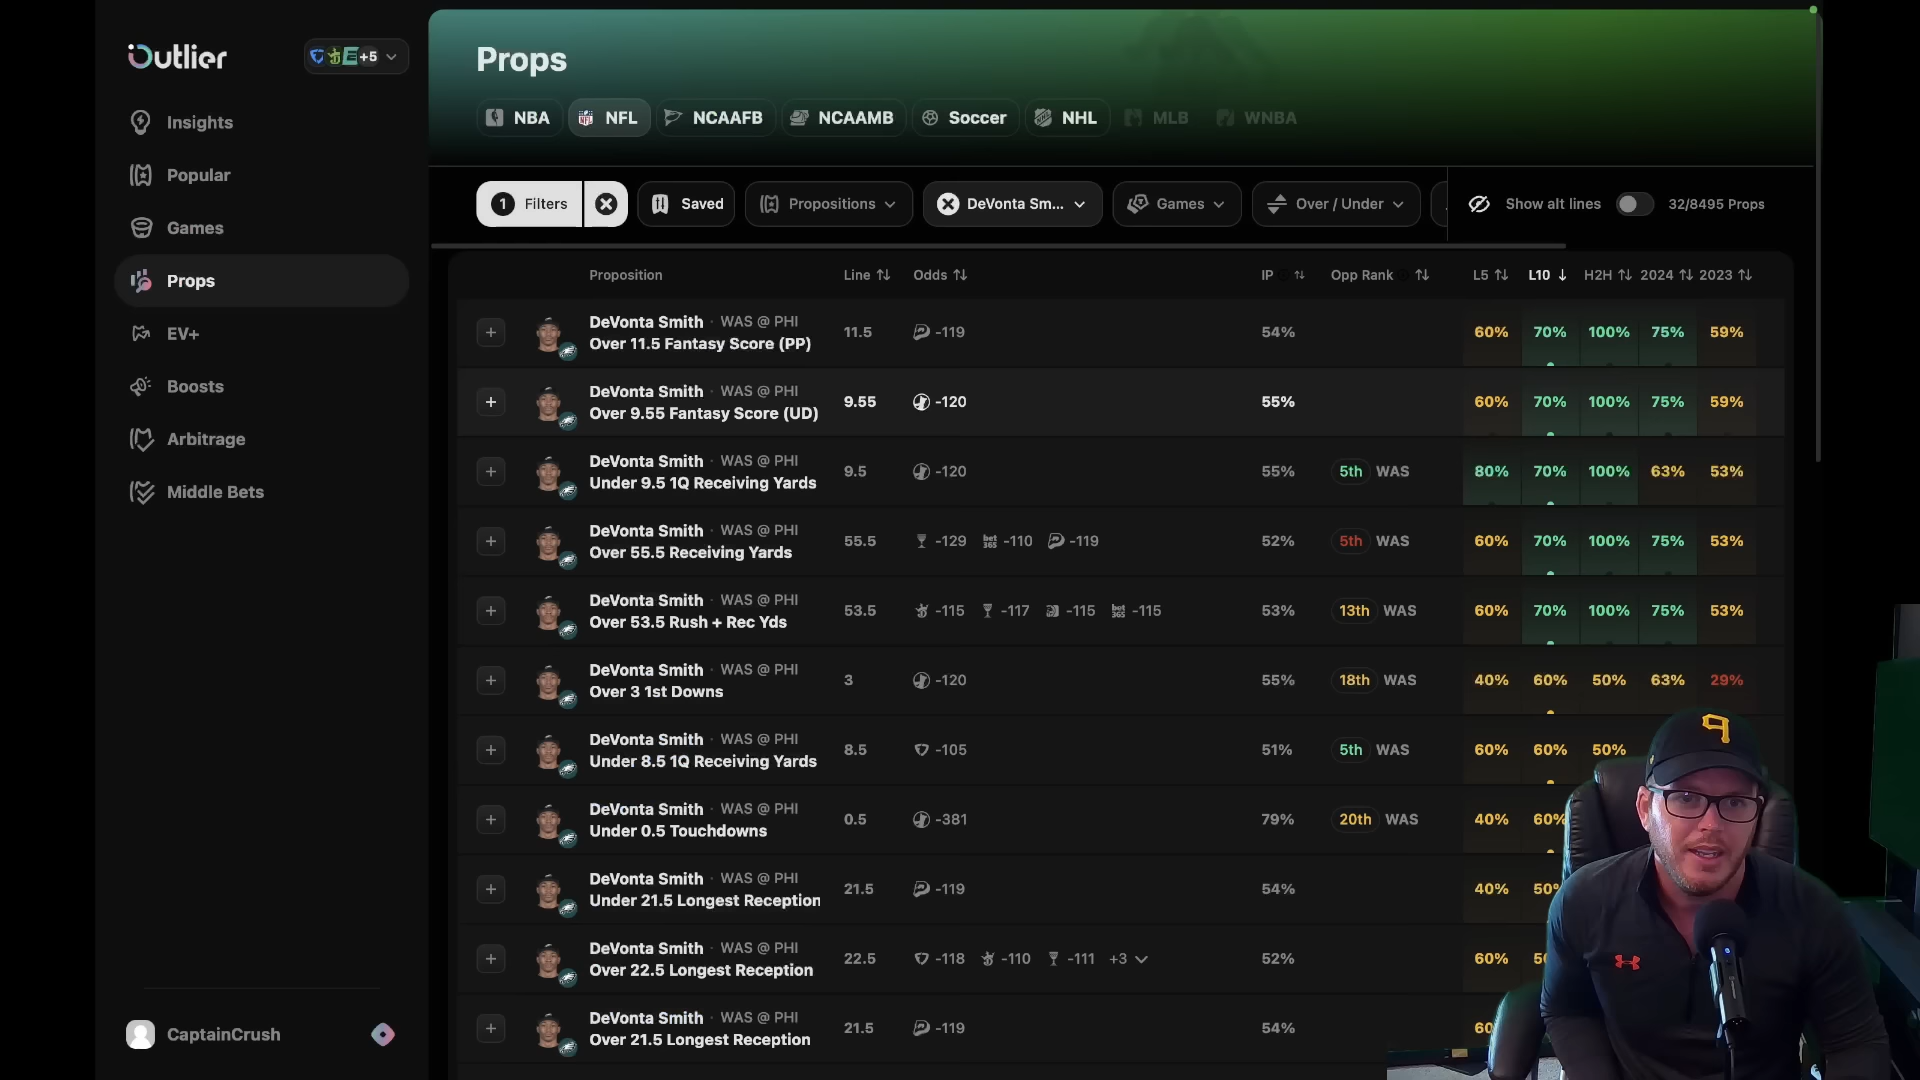 Outlier
+5
Insights
Popular
Games
Props
EV+
Boosts
Arbitrage
Middle Bets
CaptainCrush
Props
NBA NFL NCAAFB NCAAMB Soccer NHL MLB WNBA
1 Filters Saved Propositions DeVonta Sm... Games Over / Under Show alt lines 32/8495 Props
Proposition Line Odds IP Opp Rank L5 L10 H2H 2024 2023
DeVonta Smith · WAS @ PHI
Over 11.5 Fantasy Score (PP) 11.5 -119 54% 60% 70% 100% 75% 59%
DeVonta Smith · WAS @ PHI
Over 9.55 Fantasy Score (UD) 9.55 -120 55% 60% 70% 100% 75% 59%
DeVonta Smith · WAS @ PHI
Under 9.5 1Q Receiving Yards 9.5 -120 55% 5th WAS 80% 70% 100% 63% 53%
DeVonta Smith · WAS @ PHI
Over 55.5 Receiving Yards 55.5 -129 bet365 -110 -119 52% 5th WAS 60% 70% 100% 75% 53%
DeVonta Smith · WAS @ PHI
Over 53.5 Rush + Rec Yds 53.5 -115 -117 -115 bet365 -115 53% 13th WAS 60% 70% 100% 75% 53%
DeVonta Smith · WAS @ PHI
Over 3 1st Downs 3 -120 55% 18th WAS 40% 60% 50% 63% 29%
DeVonta Smith · WAS @ PHI
Under 8.5 1Q Receiving Yards 8.5 -105 51% 5th WAS 60% 60% 50%
DeVonta Smith · WAS @ PHI
Under 0.5 Touchdowns 0.5 -381 79% 20th WAS 40% 60%
DeVonta Smith · WAS @ PHI
Under 21.5 Longest Reception 21.5 -119 54% 40% 50%
DeVonta Smith · WAS @ PHI
Over 22.5 Longest Reception 22.5 -118 -110 -111 +3 52% 60%
DeVonta Smith · WAS @ PHI
Over 21.5 Longest Reception 21.5 -119 54% 60
P